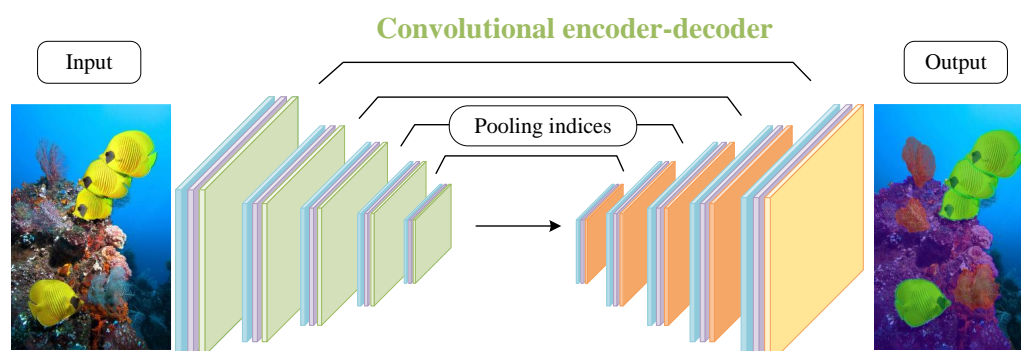 Convolutional encoder-decoder
Input
Output
Pooling indices